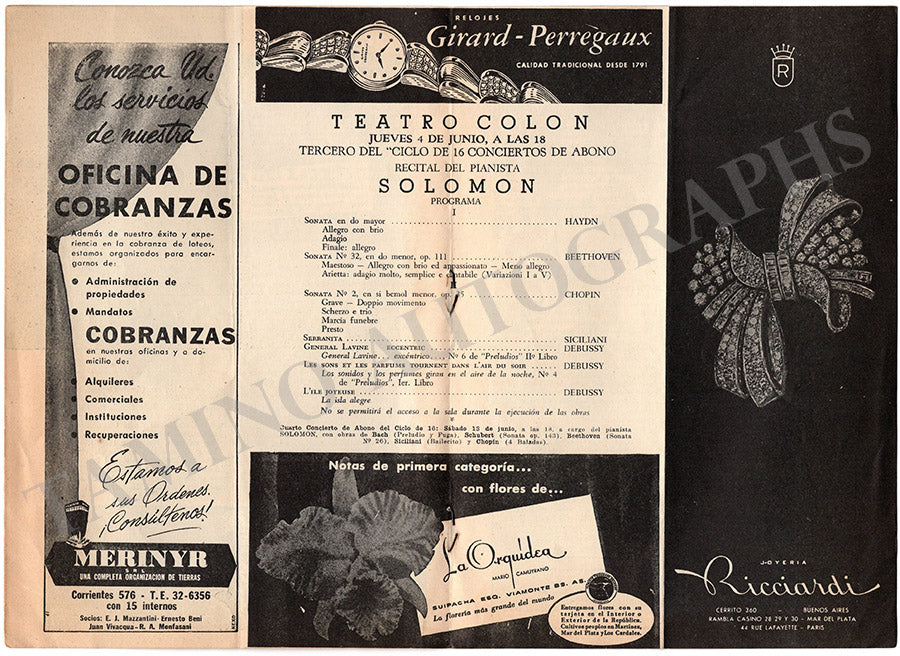 Conozca Ud.
los servicios
de nuestra
OFICINA DE
COBRANZAS
Además de nuestro éxito y expe-
riencia en la cobranza de loteos,
estamos organizados para encar-
garnos de:
Administración de
propiedades
Mandatos
COBRANZAS
en nuestras oficinas y a do-
micilio de:
Alquileres
Comerciales
Instituciones
Recuperaciones
Estamos a
sus Ordenes.
¡Consúltenos!
MERINYR
S R L
UNA COMPLETA ORGANIZACION DE TIERRAS
Corrientes 576 - T.E. 32-6356
con 15 internos
Socios: E. J. Mazzantini - Ernesto Beni
Juan Vivacqua - R. A. Monfasani
RELOJES
Girard-Perregaux
CALIDAD TRADICIONAL DESDE 1791
TEATRO COLON
JUEVES 4 DE JUNIO, A LAS 18
TERCERO DEL "CICLO DE 16 CONCIERTOS DE ABONO
RECITAL DEL PIANISTA
SOLOMON
PROGRAMA
I
SONATA en do mayor HAYDN
Allegro con brío
Adagio
Finale: allegro
SONATA Nº 32, en do menor, op. 111 BEETHOVEN
Maestoso — Allegro con brio ed appassionato — Meno allegro
Arietta: adagio molto, semplice e cantabile (Variazioni I a V)
SONATA Nº 2, en si bemol menor, op. 35 CHOPIN
Grave — Doppio movimento
Scherzo e trío
Marcia funebre
Presto
SERRANITA SICILIANI
GENERAL LAVINE ECCENTRIC DEBUSSY
General Lavine... excéntrico... Nº 6 de "Preludios" IIº Libro
LES SONS ET LES PARFUMS TOURNENT DANS L'AIR DU SOIR DEBUSSY
Los sonidos y los perfumes giran en el aire de la noche, Nº 4
de "Preludios", Ier. Libro
L'ILE JOYEUSE DEBUSSY
La isla alegre
No se permitirá el acceso a la sala durante la ejecución de las obras
Cuarto Concierto de Abono del Ciclo de 16: Sábado 13 de junio, a las 18, a cargo del pianista
SOLOMON, con obras de Bach (Preludio y Fuga), Schubert (Sonata op. 143), Beethoven (Sonata
Nº 26), Siciliani (Bailecito) y Chopin (4 Baladas).
Notas de primera categoría...
con flores de...
La Orquídea
MARIO CAMUTRANO
SUIPACHA ESQ. VIAMONTE BS. AS.
La florería más grande del mundo
Entregamos flores con su
tarjeta en el Interior o
Exterior de la República.
Cultivos propios en Martínez,
Mar del Plata y Los Cardales.
R
JOYERIA
Ricciardi
CERRITO 260 - BUENOS AIRES
RAMBLA CASINO 28 29 Y 30 - MAR DEL PLATA
44 RUE LAFAYETTE - PARIS
TAMINO AUTOGRAPHS